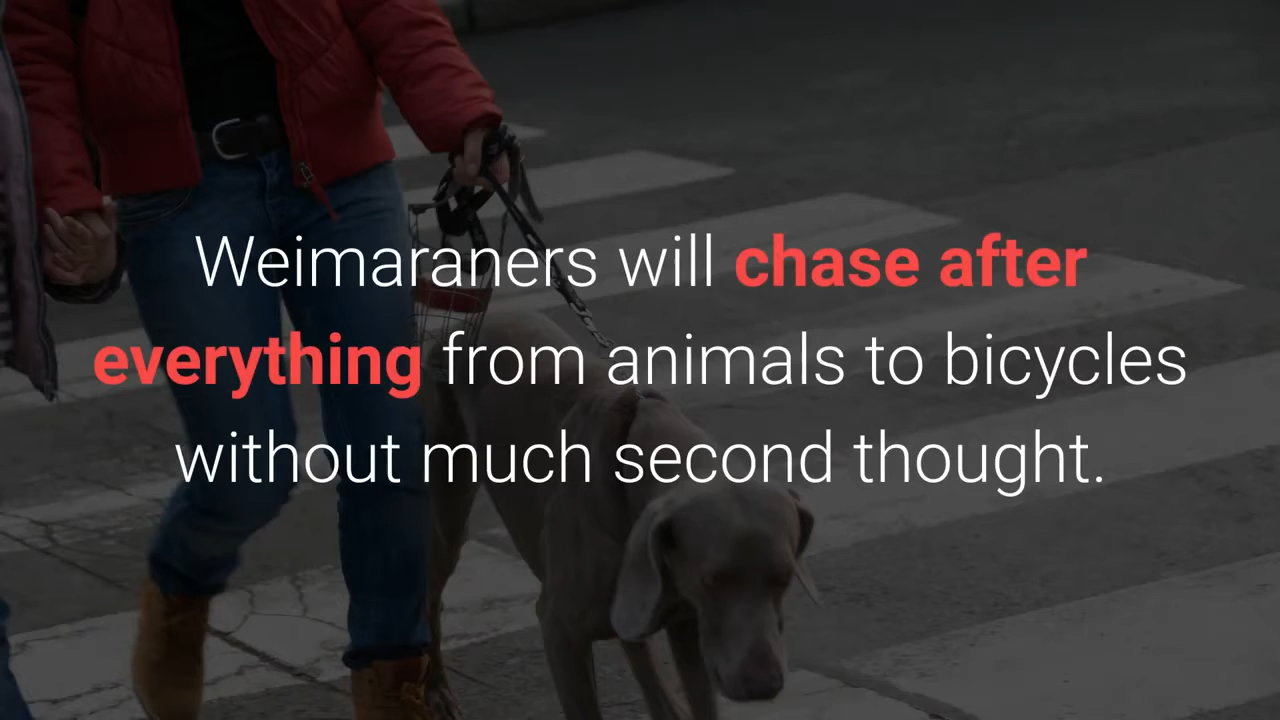 Weimaraners will chase after
everything from animals to bicycles
without much second thought.